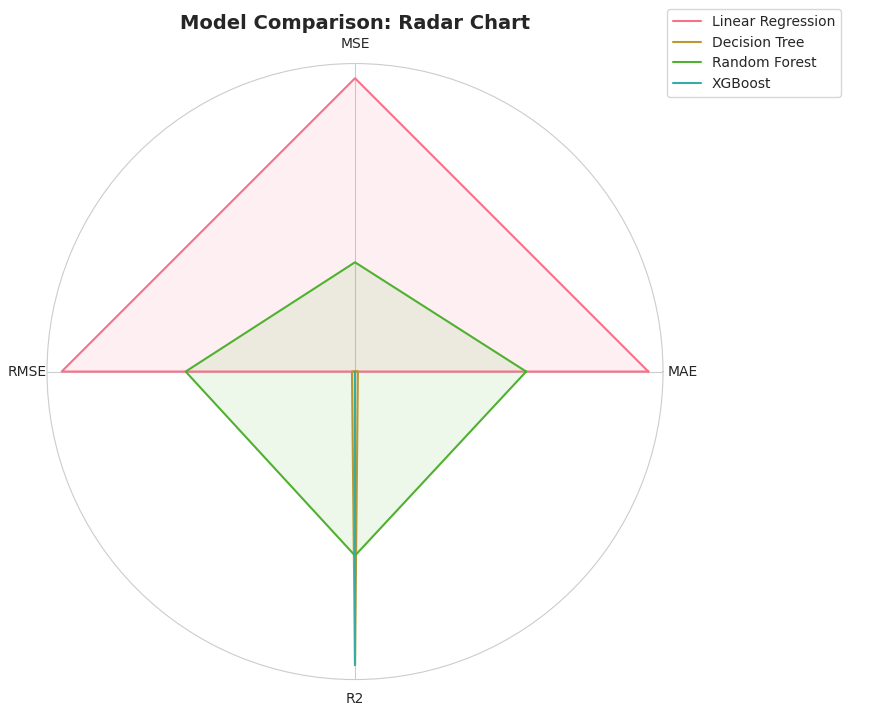 Model Comparison: Radar Chart
MSE
Linear Regression
Decision Tree
Random Forest
XGBoost
RMSE
MAE
R2